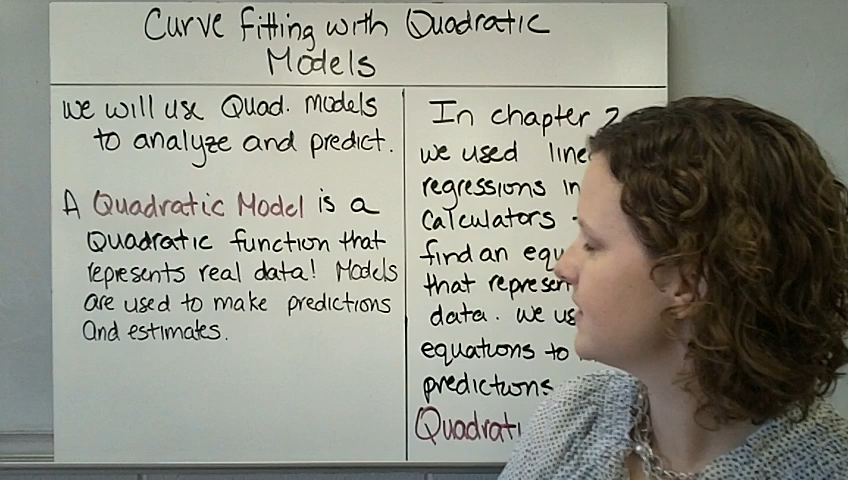 Curve Fitting with Quadratic
Models
We will use Quad. Models
to analyze and predict.
A Quadratic Model is a
Quadratic function that
represents real data! Models
are used to make predictions
and estimates.
In chapter 2
we used
regressions in
calculators
find an
that
data. We
equations to
predictions